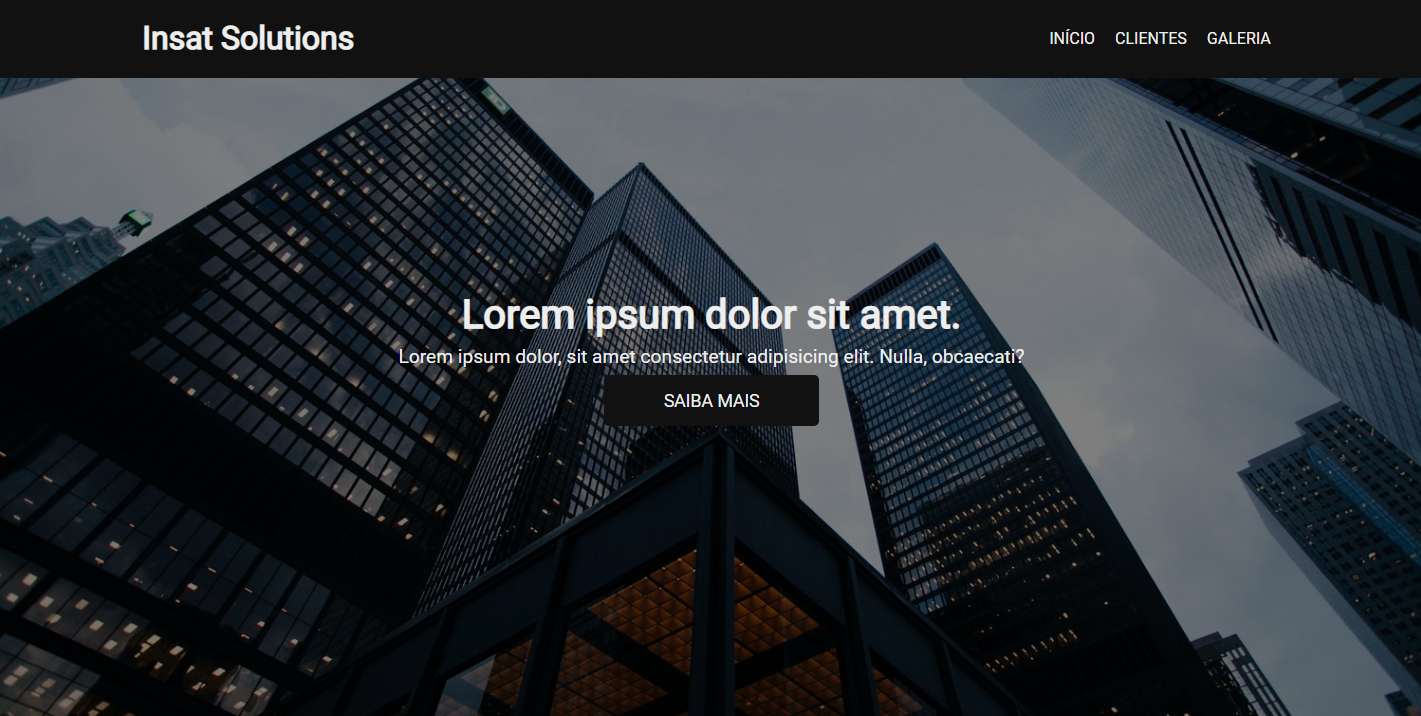 Insat Solutions
INÍCIO CLIENTES GALERIA
Lorem ipsum dolor sit amet.
Lorem ipsum dolor, sit amet consectetur adipisicing elit. Nulla, obcaecati?
SAIBA MAIS